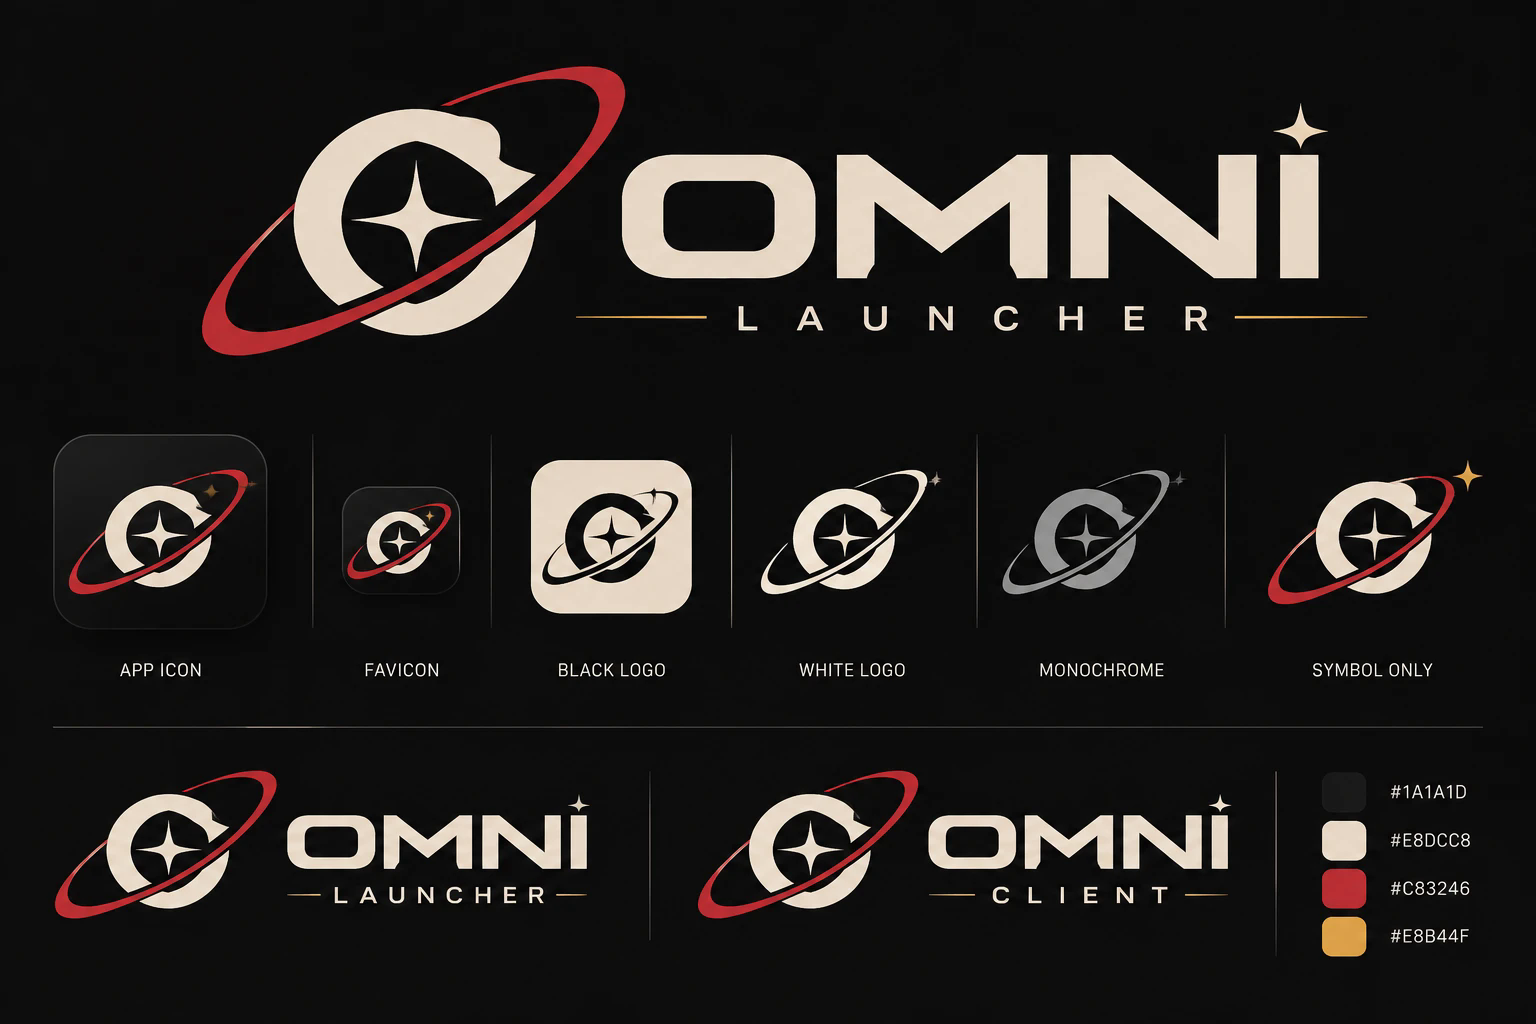 OMNi
LAUNCHER
APP ICON
FAVICON
BLACK LOGO
WHITE LOGO
MONOCHROME
SYMBOL ONLY
OMNi
LAUNCHER
OMNi
CLIENT
#1A1A1D
#E8DCC8
#C83246
#E8B44F